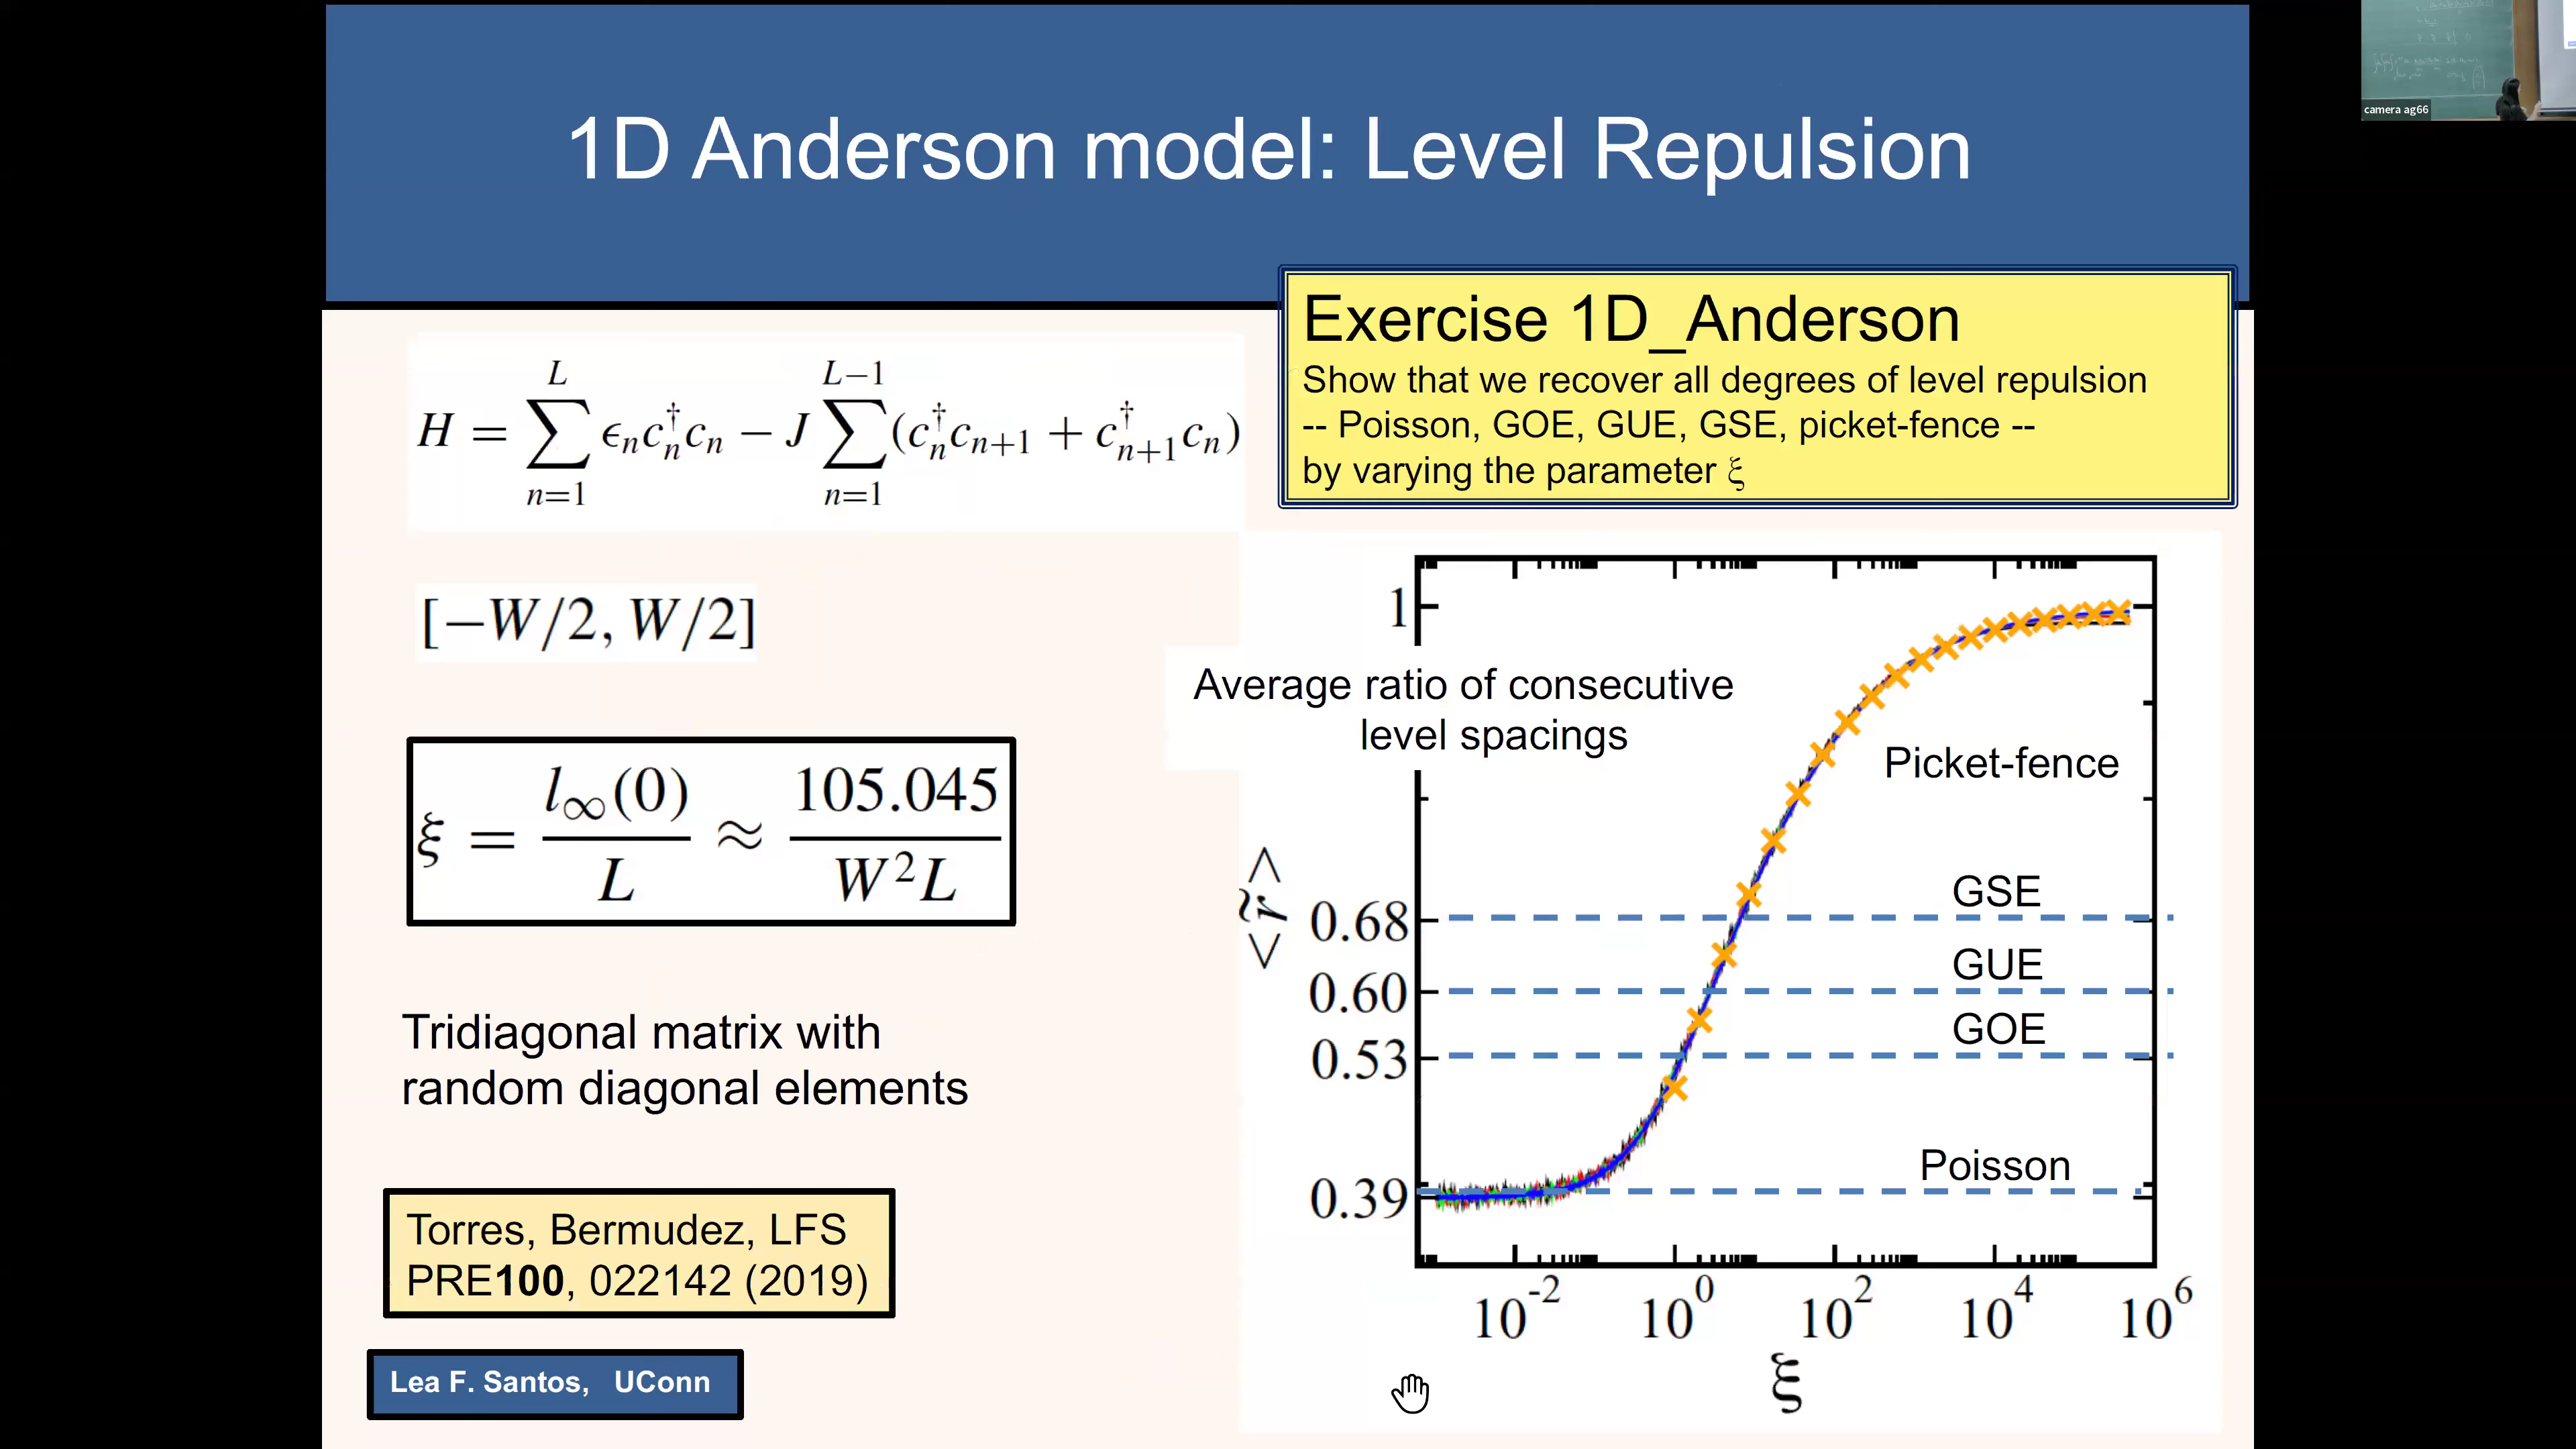 1D Anderson model: Level Repulsion
camera ag66
Exercise 1D_Anderson
Show that we recover all degrees of level repulsion
-- Poisson, GOE, GUE, GSE, picket-fence --
by varying the parameter ξ
H = \sum_{n=1}^{L} ϵ_n c_n^† c_n − J \sum_{n=1}^{L−1} (c_n^† c_{n+1} + c_{n+1}^† c_n)
[−W/2, W/2]
ξ = \frac{l_∞(0)}{L} ≈ \frac{105.045}{W^2 L}
Tridiagonal matrix with
random diagonal elements
Torres, Bermudez, LFS
PRE100, 022142 (2019)
Lea F. Santos, UConn
1
Average ratio of consecutive
level spacings
Picket-fence
<r̃>
GSE
0.68
GUE
0.60
GOE
0.53
Poisson
0.39
10^{-2} 10^0 10^2 10^4 10^6
ξ